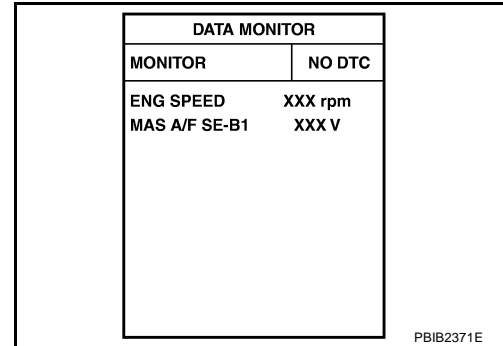 DATA MONITOR
MONITOR NO DTC
ENG SPEED XXX rpm
MAS A/F SE-B1 XXX V
PBIB2371E